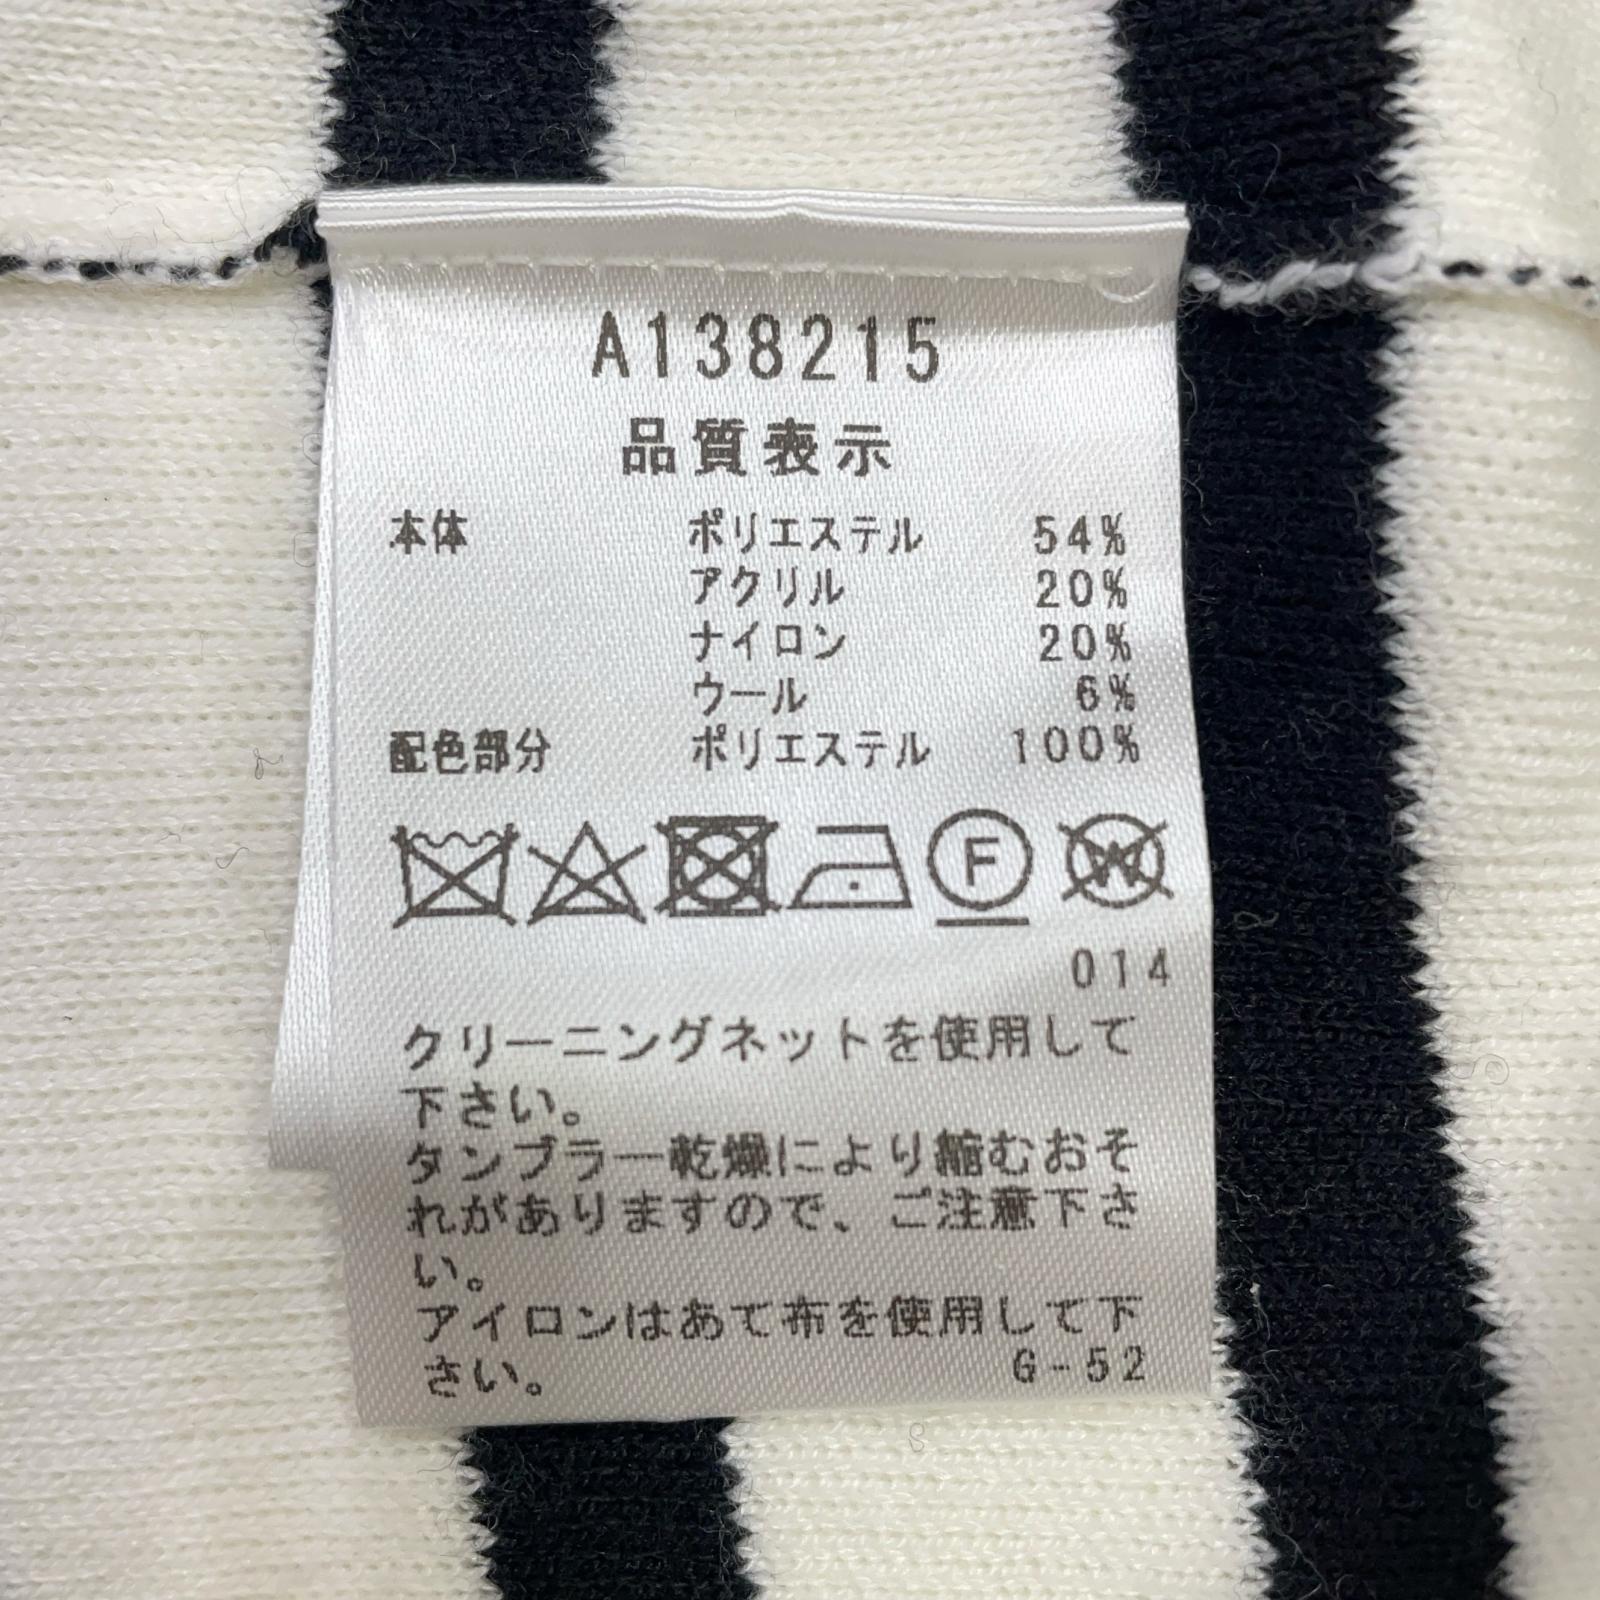 A138215
品質表示
本体 ポリエステル 54%
アクリル 20%
ナイロン 20%
ウール 6%
配色部分 ポリエステル 100%
F W
014
クリーニングネットを使用して
下さい。
タンブラー乾燥により縮むおそ
れがありますので、ご注意下さ
い。
アイロンはあて布を使用して下
さい。 G-52